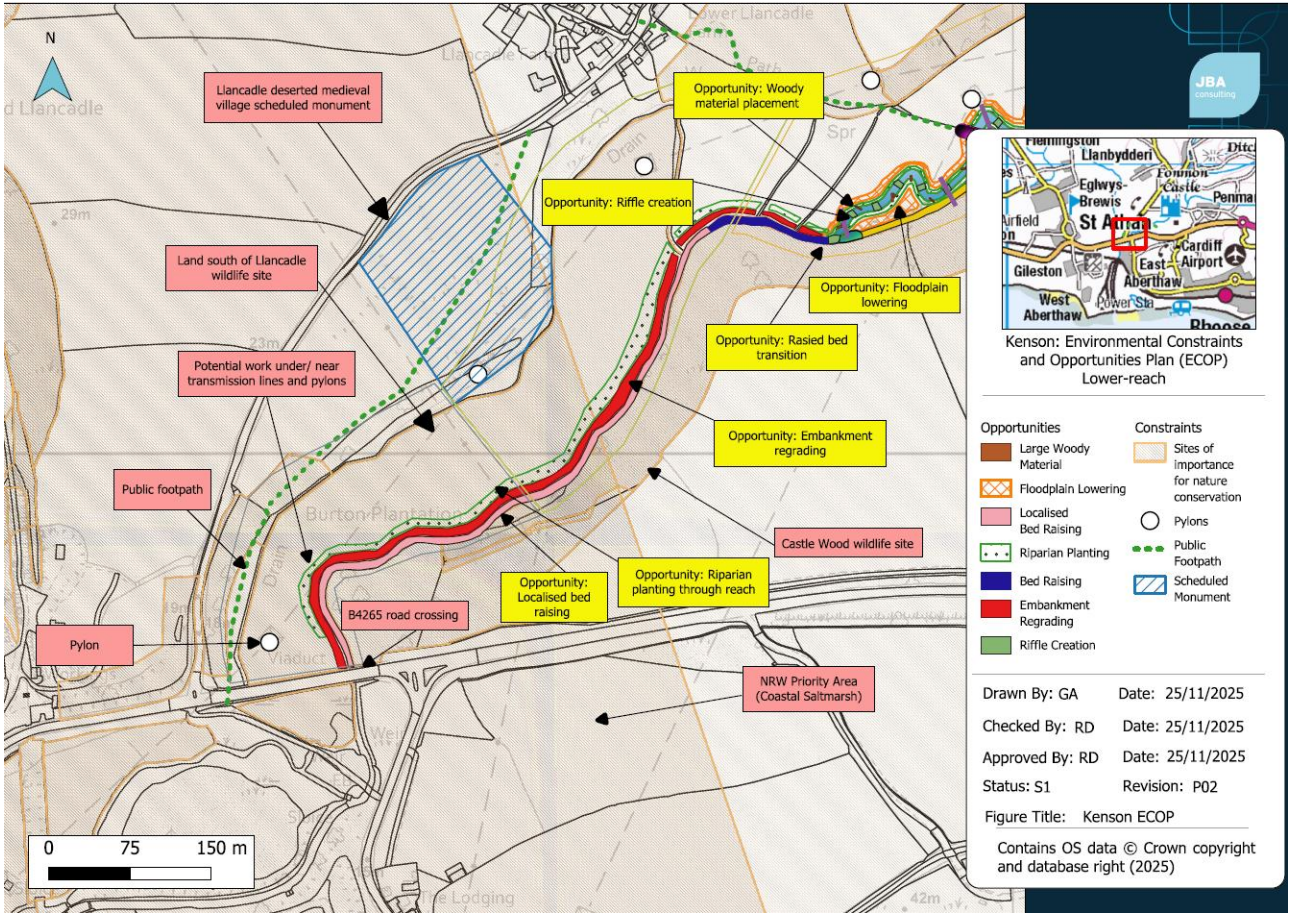 N
Llancadle deserted medieval
village scheduled monument
Land south of Llancadle
wildlife site
Potential work under/ near
transmission lines and pylons
Public footpath
Pylon
B4265 road crossing
Opportunity: Woody
material placement
Opportunity: Riffle creation
Opportunity: Floodplain
lowering
Opportunity: Rasied bed
transition
Opportunity: Embankment
regrading
Castle Wood wildlife site
Opportunity: Riparian
planting through reach
Opportunity:
Localised bed
raising
NRW Priority Area
(Coastal Saltmarsh)
Lower Llancadle
Path
Spr
Drain
29m
23m
Burton Plantation
Drain
19m
Viaduct
Weir
The Lodging
42m
0 75 150 m
JBA
consulting
Flemington
Llanbydderi
Eglwys-
Brewis
Fonmon
Castle
Penma
St Athan
Airfield
Cardiff
Airport
Gileston
East
Aberthaw
West
Aberthaw
Power Sta
Rhoose
Kenson: Environmental Constraints
and Opportunities Plan (ECOP)
Lower-reach
Opportunities
Large Woody
Material
Floodplain Lowering
Localised
Bed Raising
Riparian Planting
Bed Raising
Embankment
Regrading
Riffle Creation
Constraints
Sites of
importance
for nature
conservation
Pylons
Public
Footpath
Scheduled
Monument
Drawn By: GA Date: 25/11/2025
Checked By: RD Date: 25/11/2025
Approved By: RD Date: 25/11/2025
Status: S1 Revision: P02
Figure Title: Kenson ECOP
Contains OS data © Crown copyright
and database right (2025)